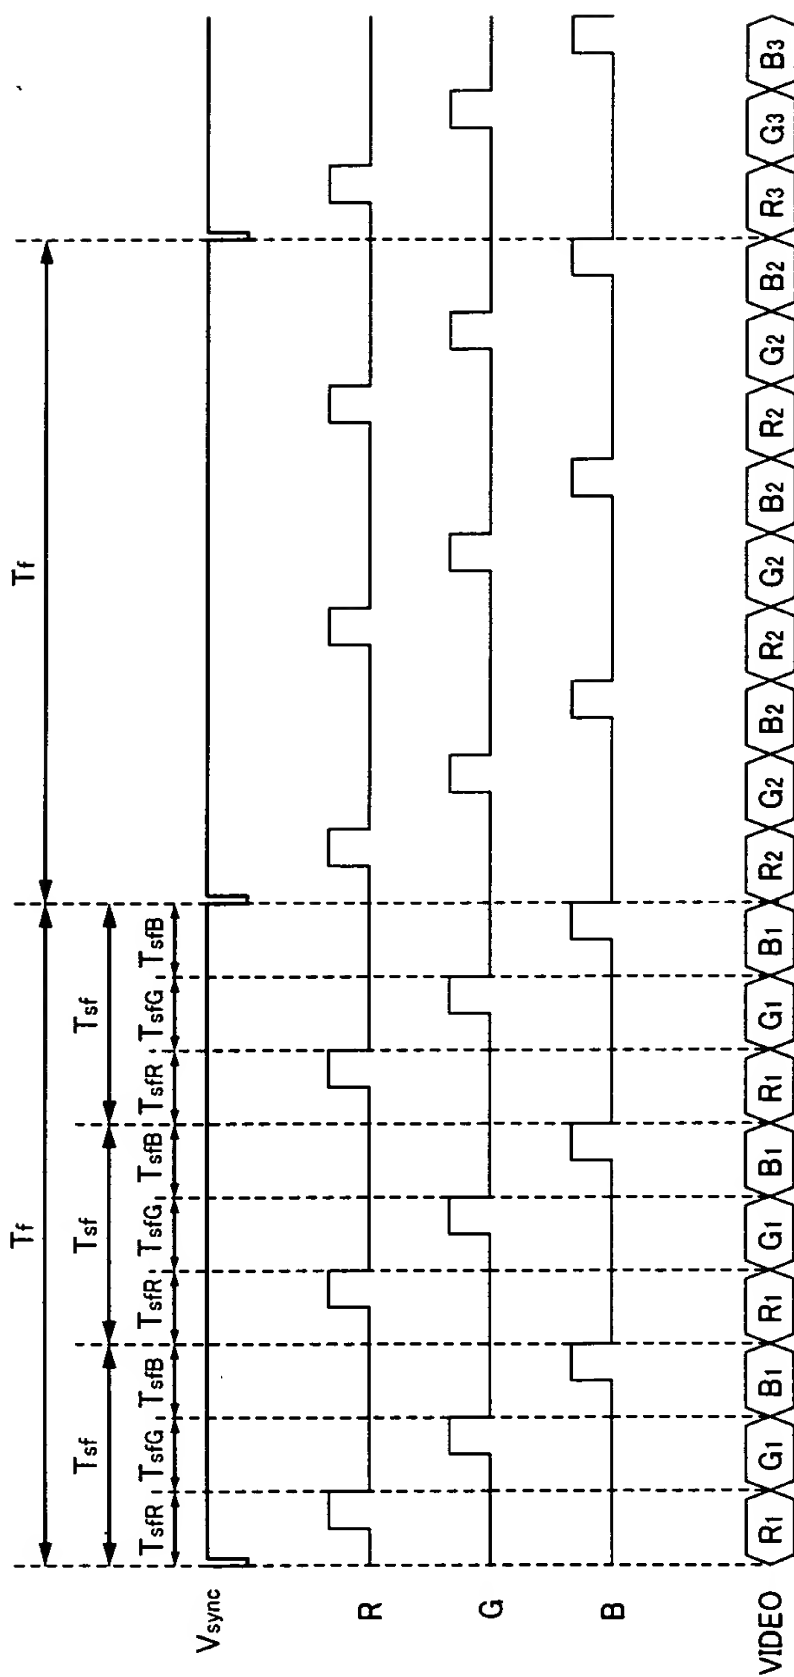 Tf Tf
Tsf Tsf Tsf
TsfR TsfG TsfB TsfR TsfG TsfB TsfR TsfG TsfB
Vsync
R
G
B
VIDEO R1 G1 B1 R1 G1 B1 R1 G1 B1 R2 G2 B2 R2 G2 B2 R2 G2 B2 R3 G3 B3